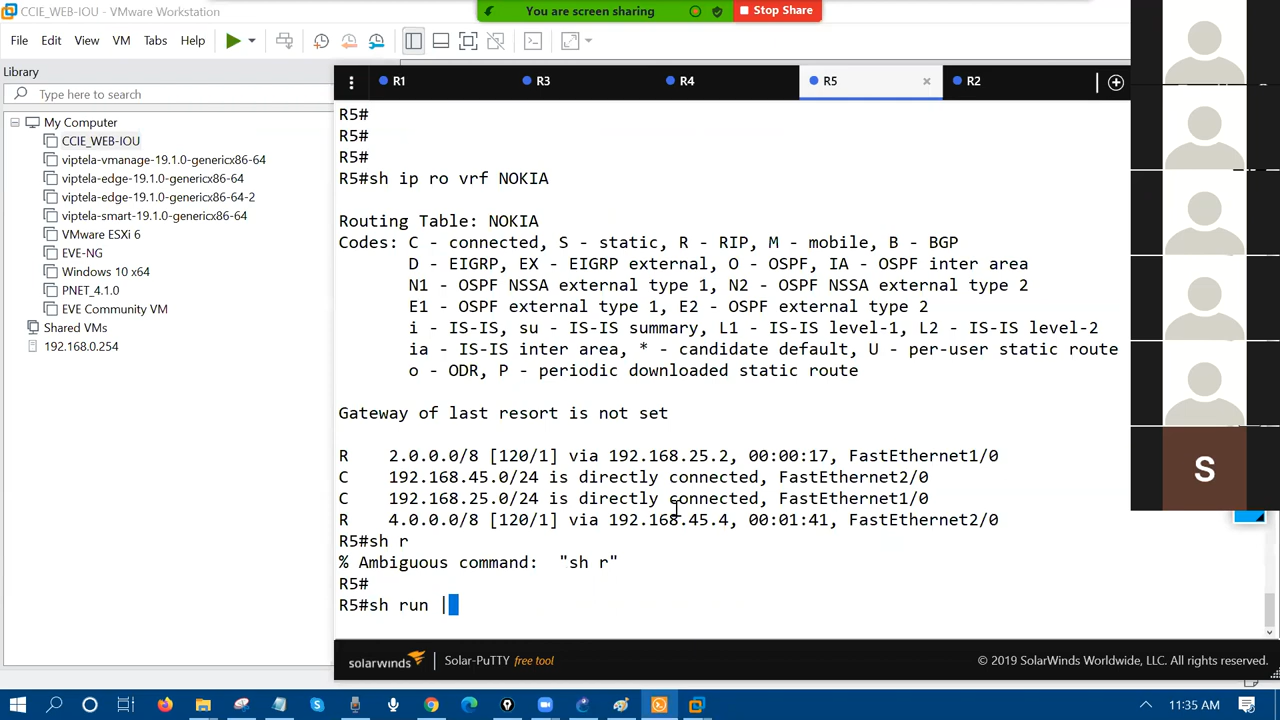 CCIE_WEB-IOU - VMware Workstation
You are screen sharing
Stop Share
File Edit View VM Tabs Help
Library
Type here to search
My Computer
CCIE_WEB-IOU
viptela-vmanage-19.1.0-genericx86-64
viptela-edge-19.1.0-genericx86-64
viptela-edge-19.1.0-genericx86-64-2
viptela-smart-19.1.0-genericx86-64
VMware ESXi 6
EVE-NG
Windows 10 x64
PNET_4.1.0
EVE Community VM
Shared VMs
192.168.0.254
R1 R3 R4 R5 R2
R5#
R5#
R5#
R5#sh ip ro vrf NOKIA
Routing Table: NOKIA
Codes: C - connected, S - static, R - RIP, M - mobile, B - BGP
D - EIGRP, EX - EIGRP external, O - OSPF, IA - OSPF inter area
N1 - OSPF NSSA external type 1, N2 - OSPF NSSA external type 2
E1 - OSPF external type 1, E2 - OSPF external type 2
i - IS-IS, su - IS-IS summary, L1 - IS-IS level-1, L2 - IS-IS level-2
ia - IS-IS inter area, * - candidate default, U - per-user static route
o - ODR, P - periodic downloaded static route
Gateway of last resort is not set
R 2.0.0.0/8 [120/1] via 192.168.25.2, 00:00:17, FastEthernet1/0
C 192.168.45.0/24 is directly connected, FastEthernet2/0
C 192.168.25.0/24 is directly connected, FastEthernet1/0
R 4.0.0.0/8 [120/1] via 192.168.45.4, 00:01:41, FastEthernet2/0
R5#sh r
% Ambiguous command: "sh r"
R5#
R5#sh run |
S
solarwinds Solar-PuTTY free tool
© 2019 SolarWinds Worldwide, LLC. All rights reserved.
11:35 AM